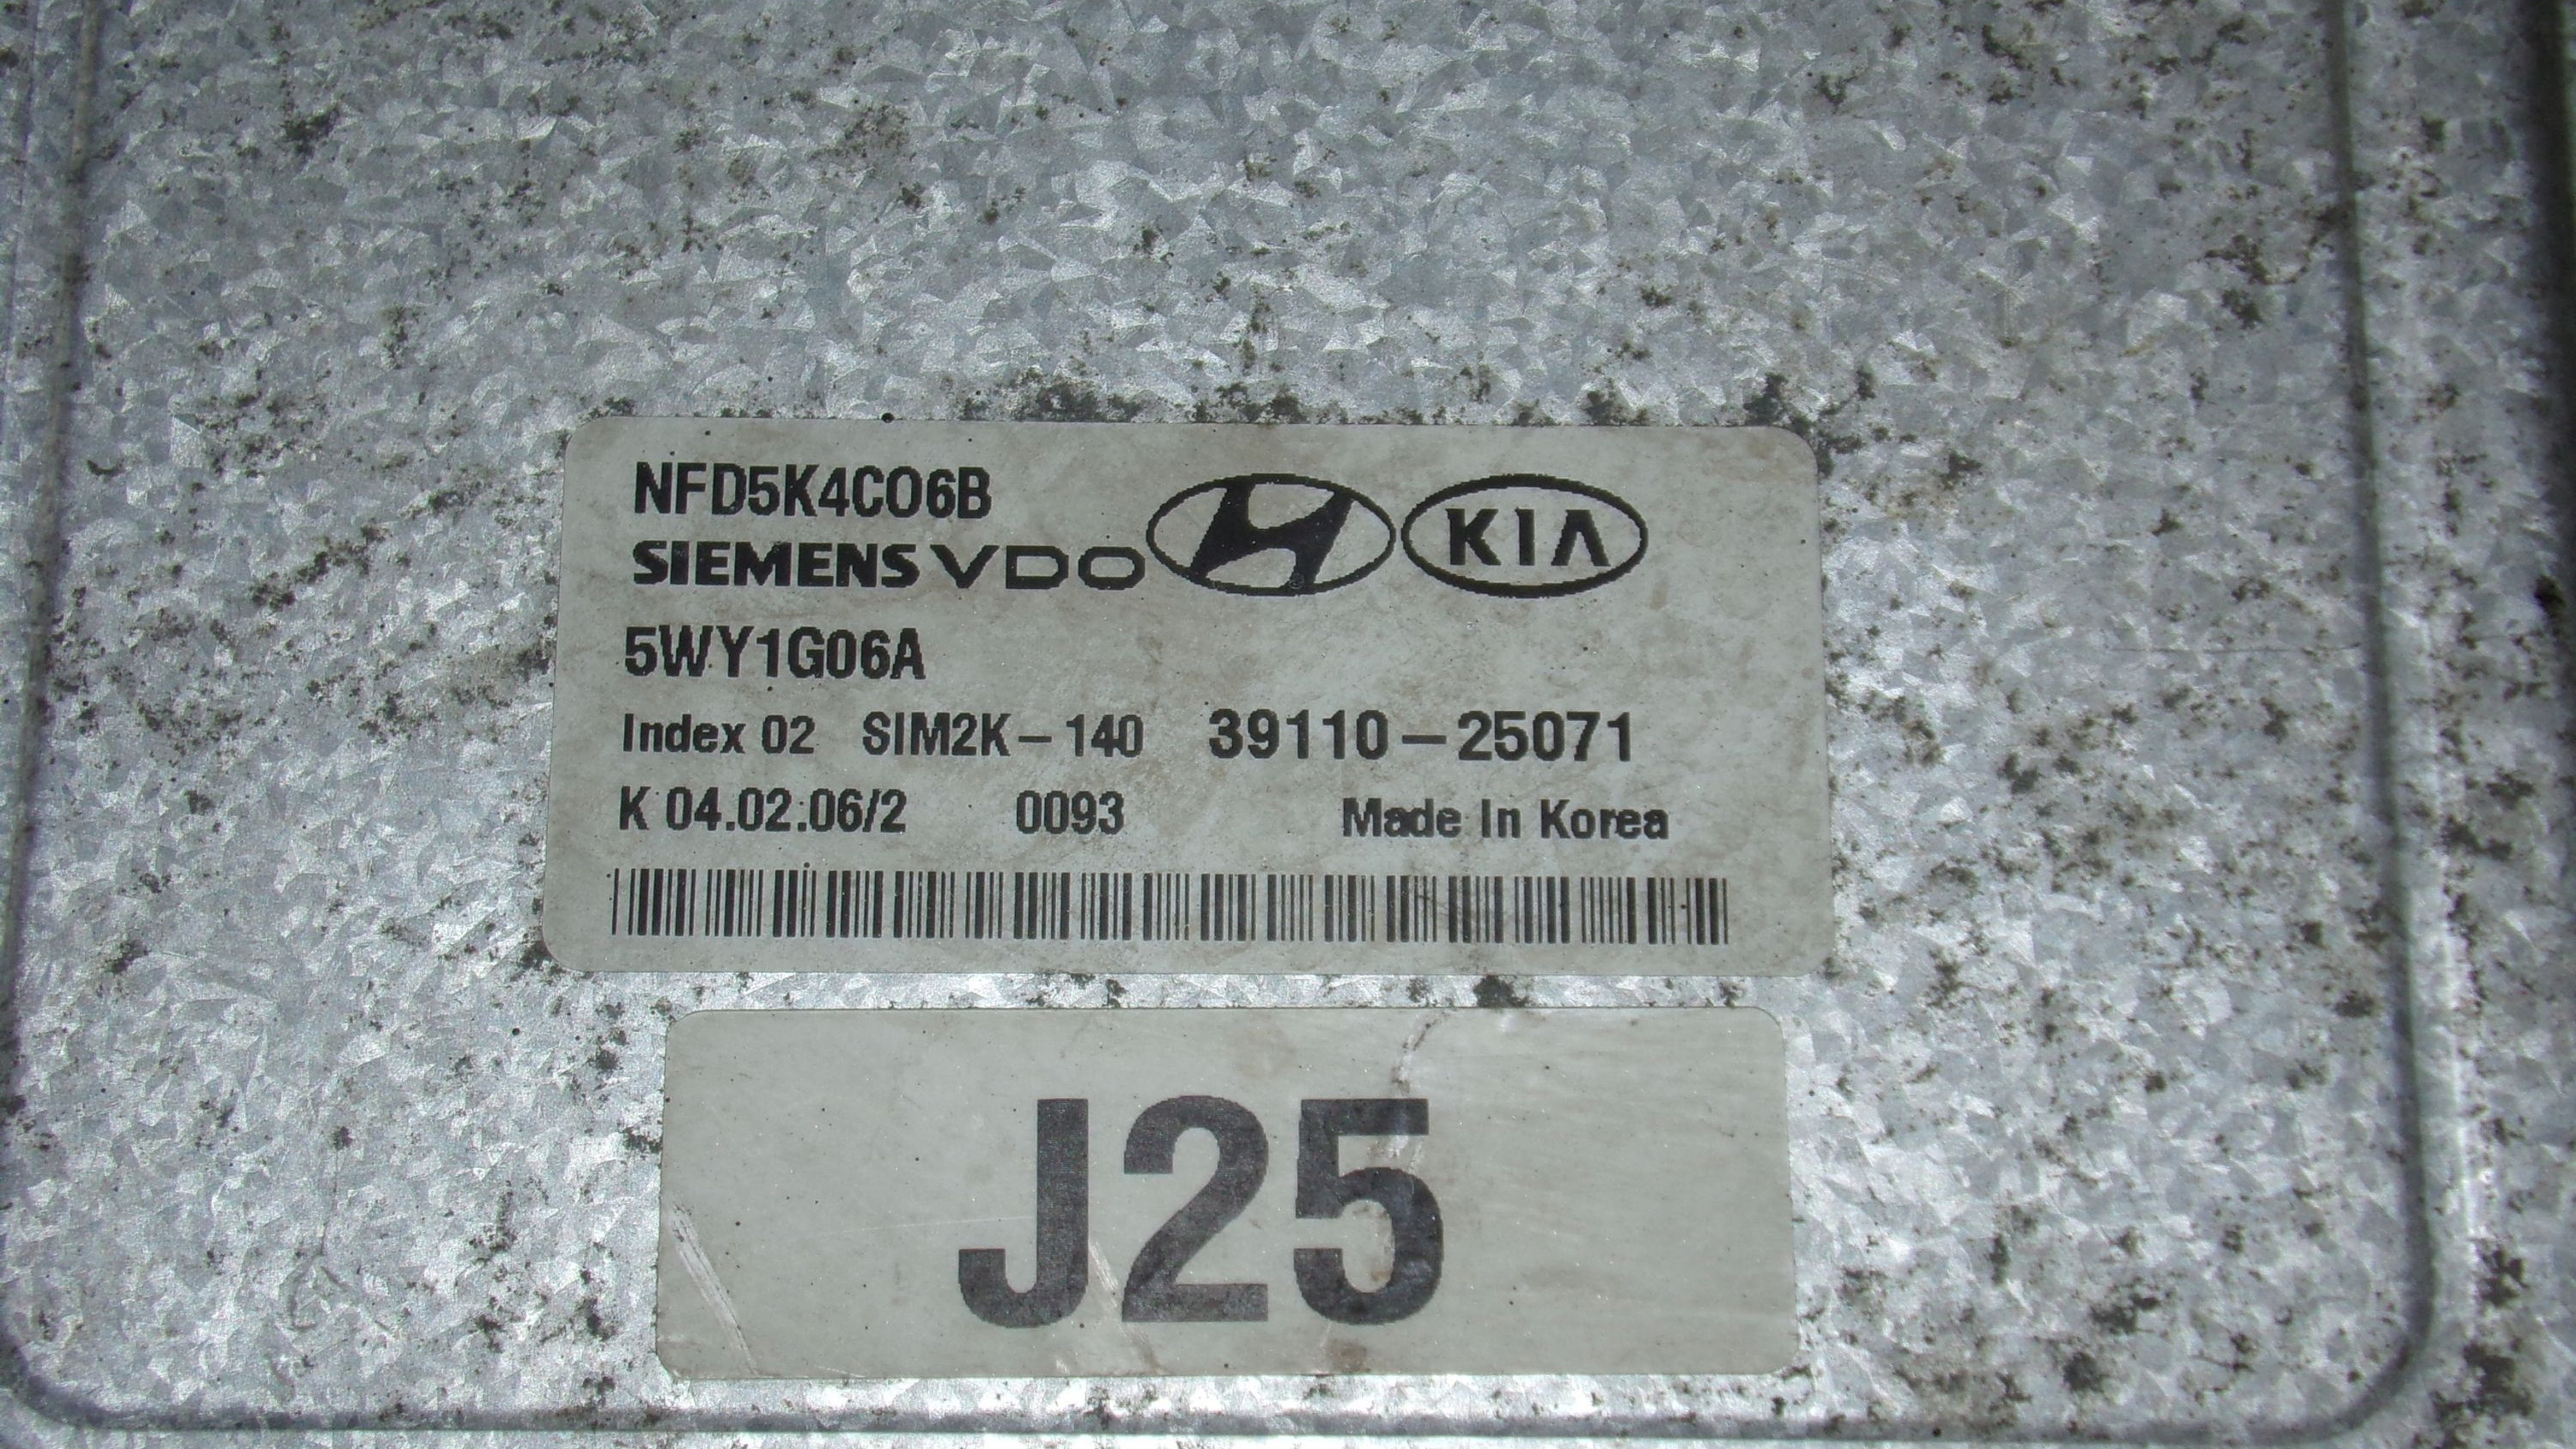 NFD5K4C06B
SIEMENS VDO KIA
5WY1G06A
Index 02 SIM2K-140 39110-25071
K 04.02.06/2 0093 Made In Korea
J25